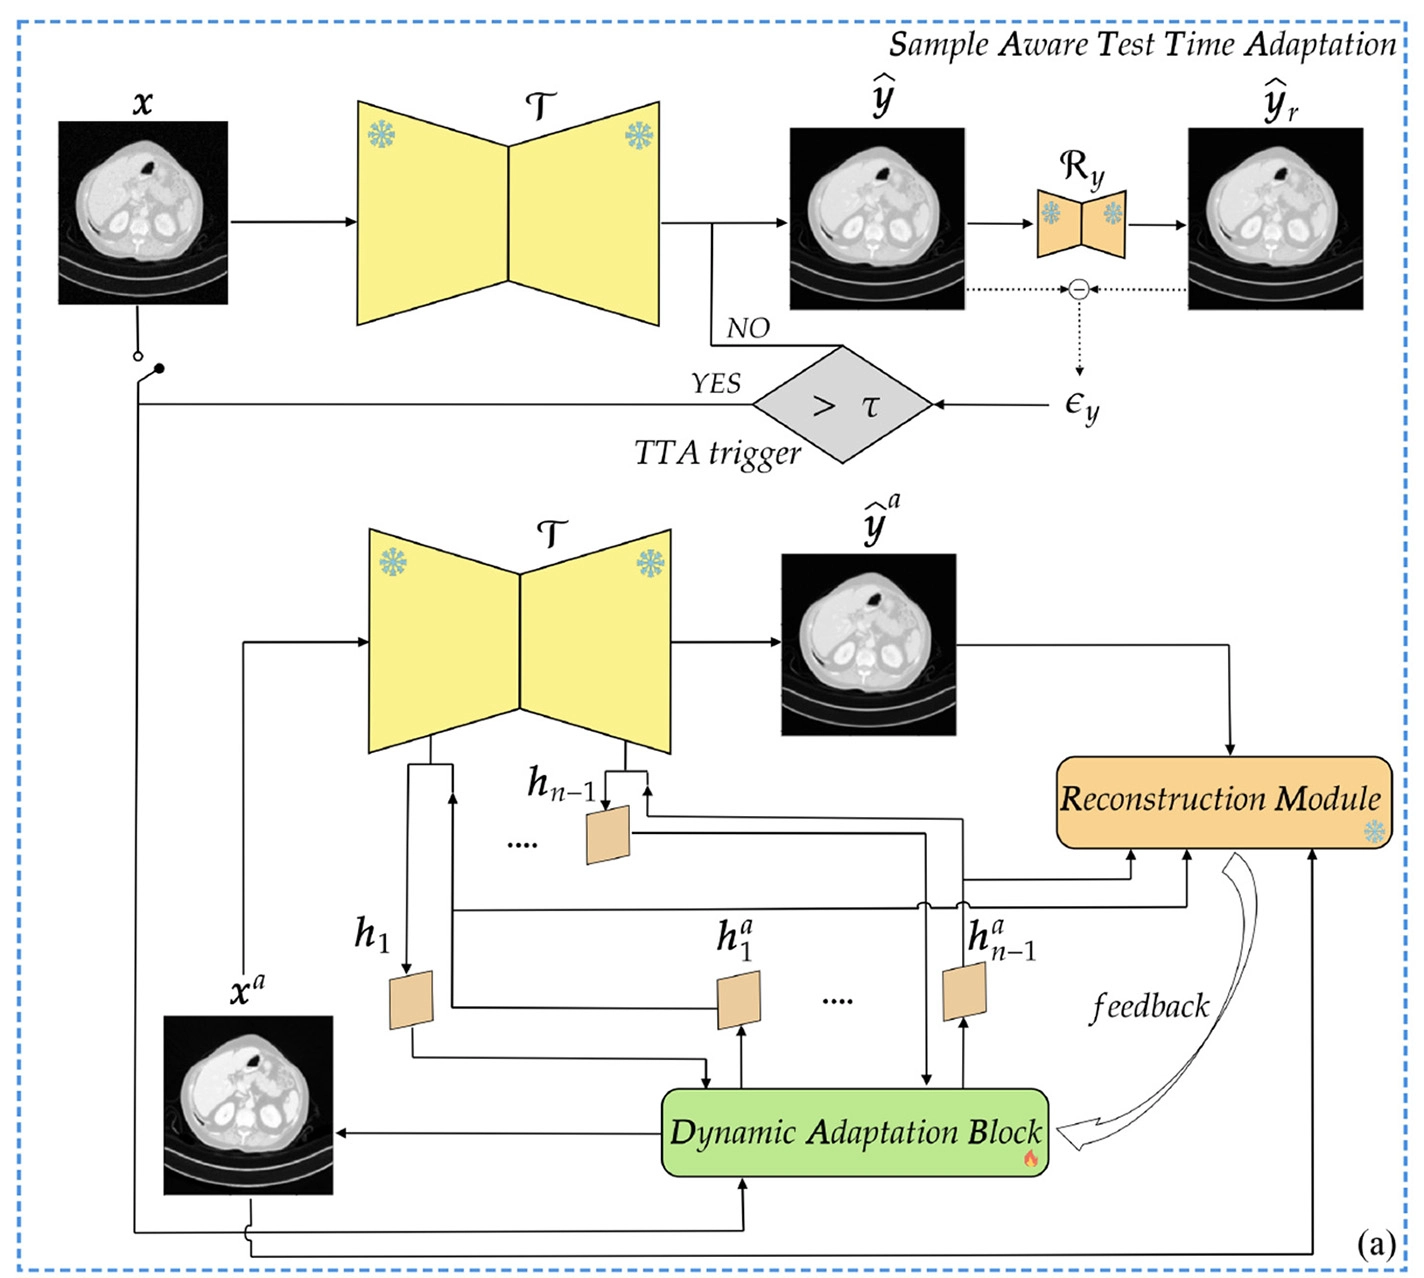 Sample Aware Test Time Adaptation
x
𝒯
ŷ
ŷ_r
ℛ_y
NO
YES
> τ
ϵ_y
TTA trigger
𝒯
ŷ^a
h_{n−1}
....
Reconstruction Module
h_1
h_1^a
h_{n−1}^a
x^a
....
feedback
Dynamic Adaptation Block
(a)